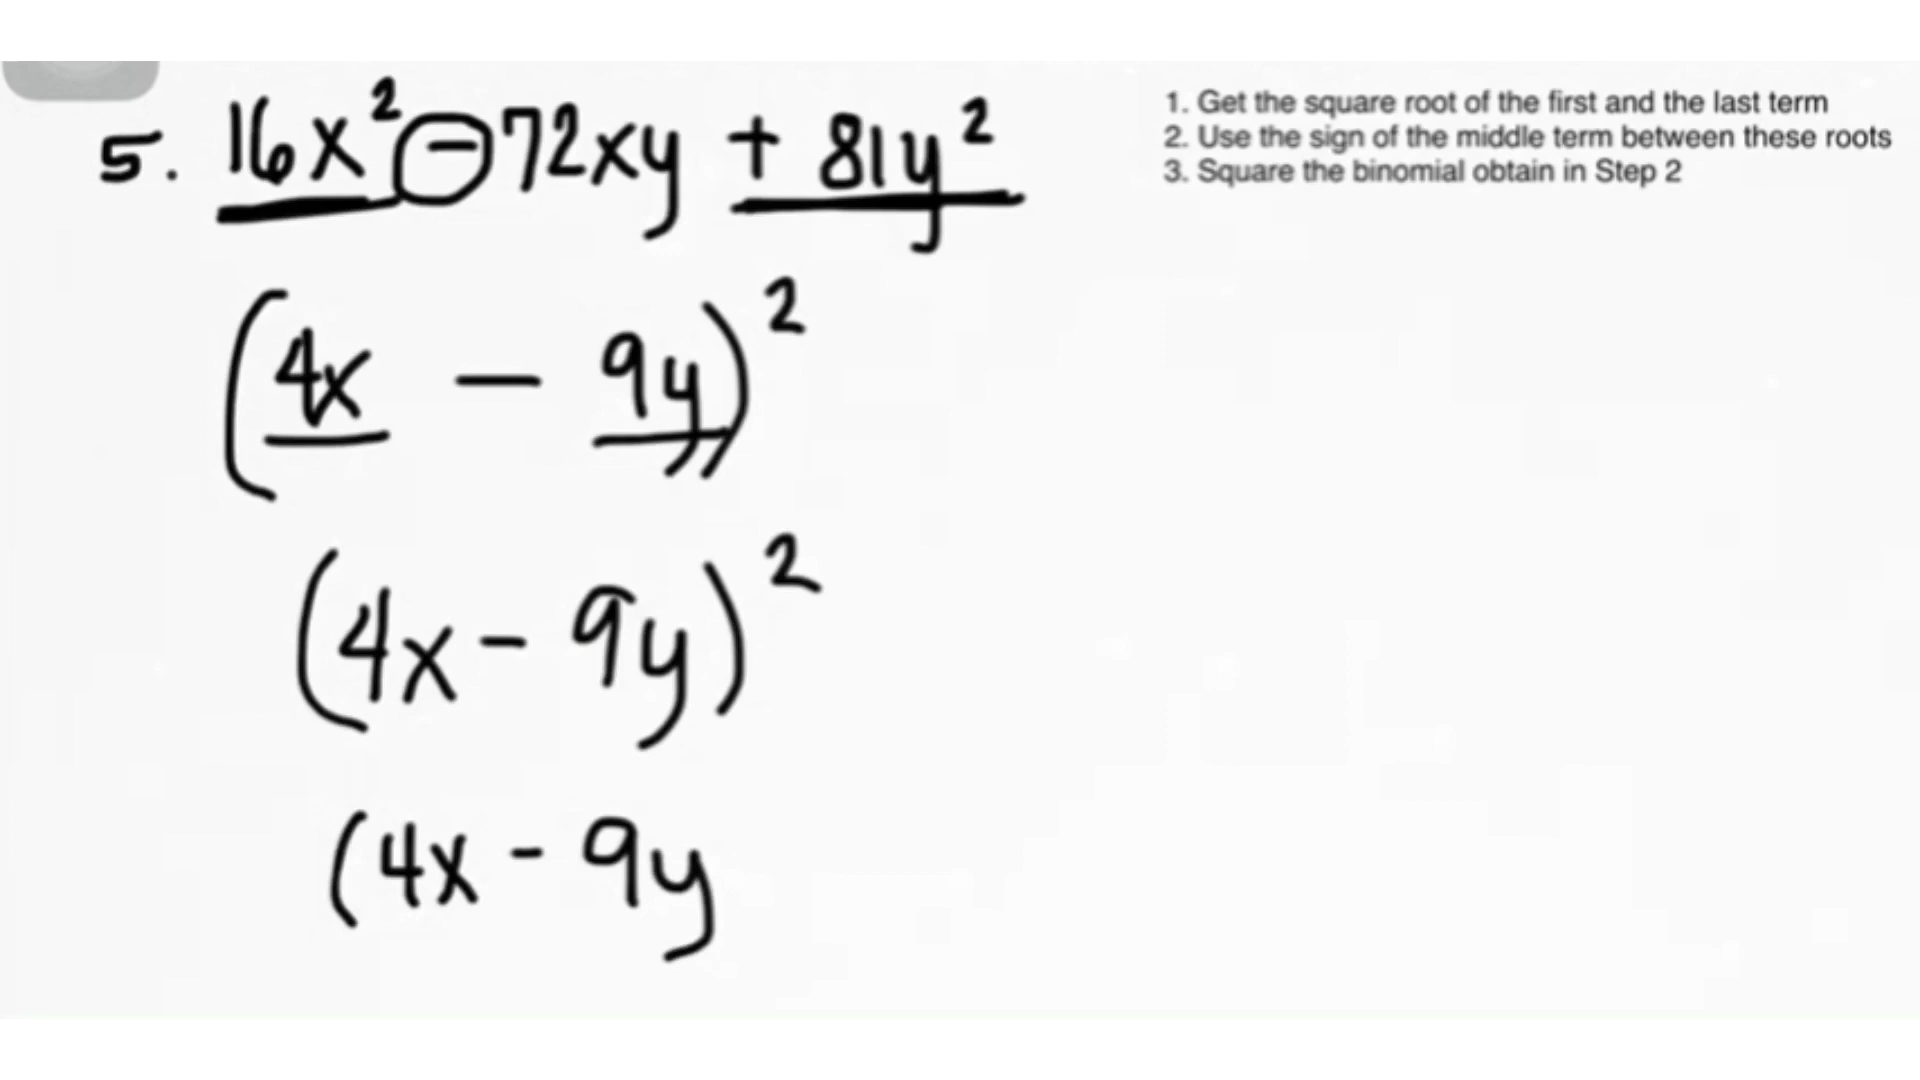 5. 16x² - 72xy + 81y²
1. Get the square root of the first and the last term
2. Use the sign of the middle term between these roots
3. Square the binomial obtain in Step 2
(4x - 9y)²
(4x - 9y)²
(4x - 9y